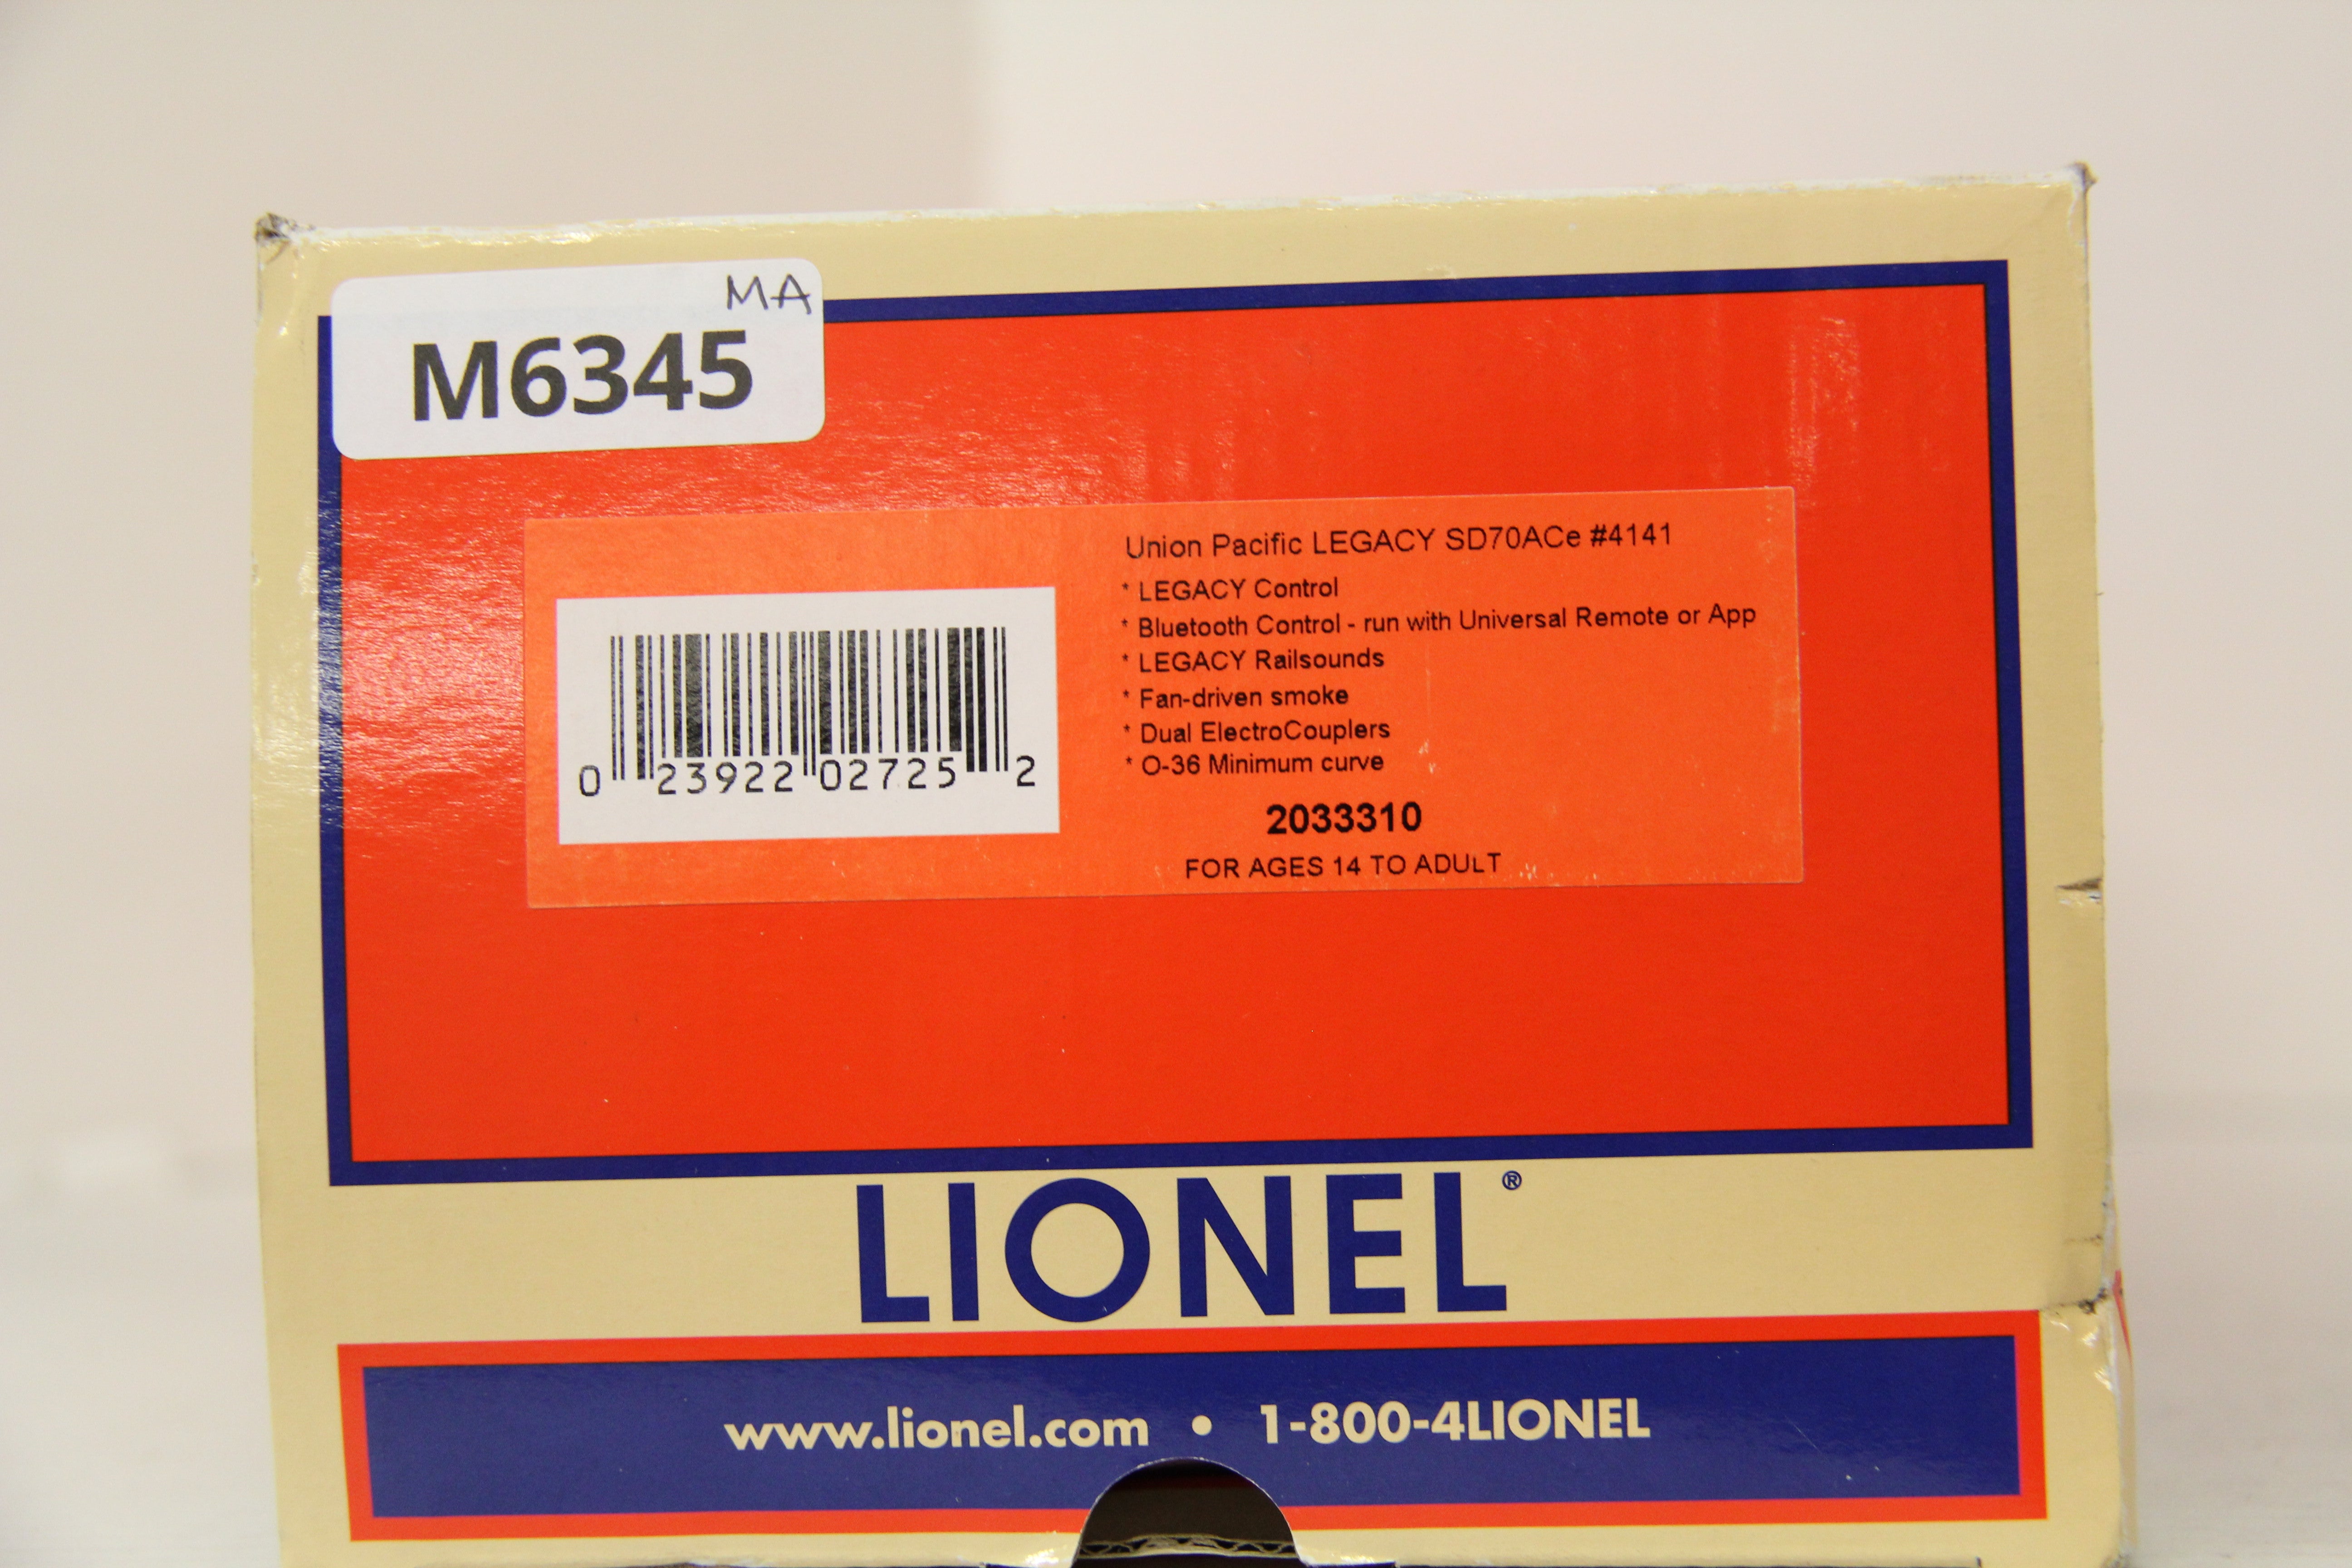 MA
M6345
Union Pacific LEGACY SD70ACe #4141
* LEGACY Control
* Bluetooth Control - run with Universal Remote or App
* LEGACY Railsounds
* Fan-driven smoke
* Dual ElectroCouplers
* O-36 Minimum curve
2033310
FOR AGES 14 TO ADULT
0 23922 02725 2
LIONEL®
www.lionel.com • 1-800-4LIONEL